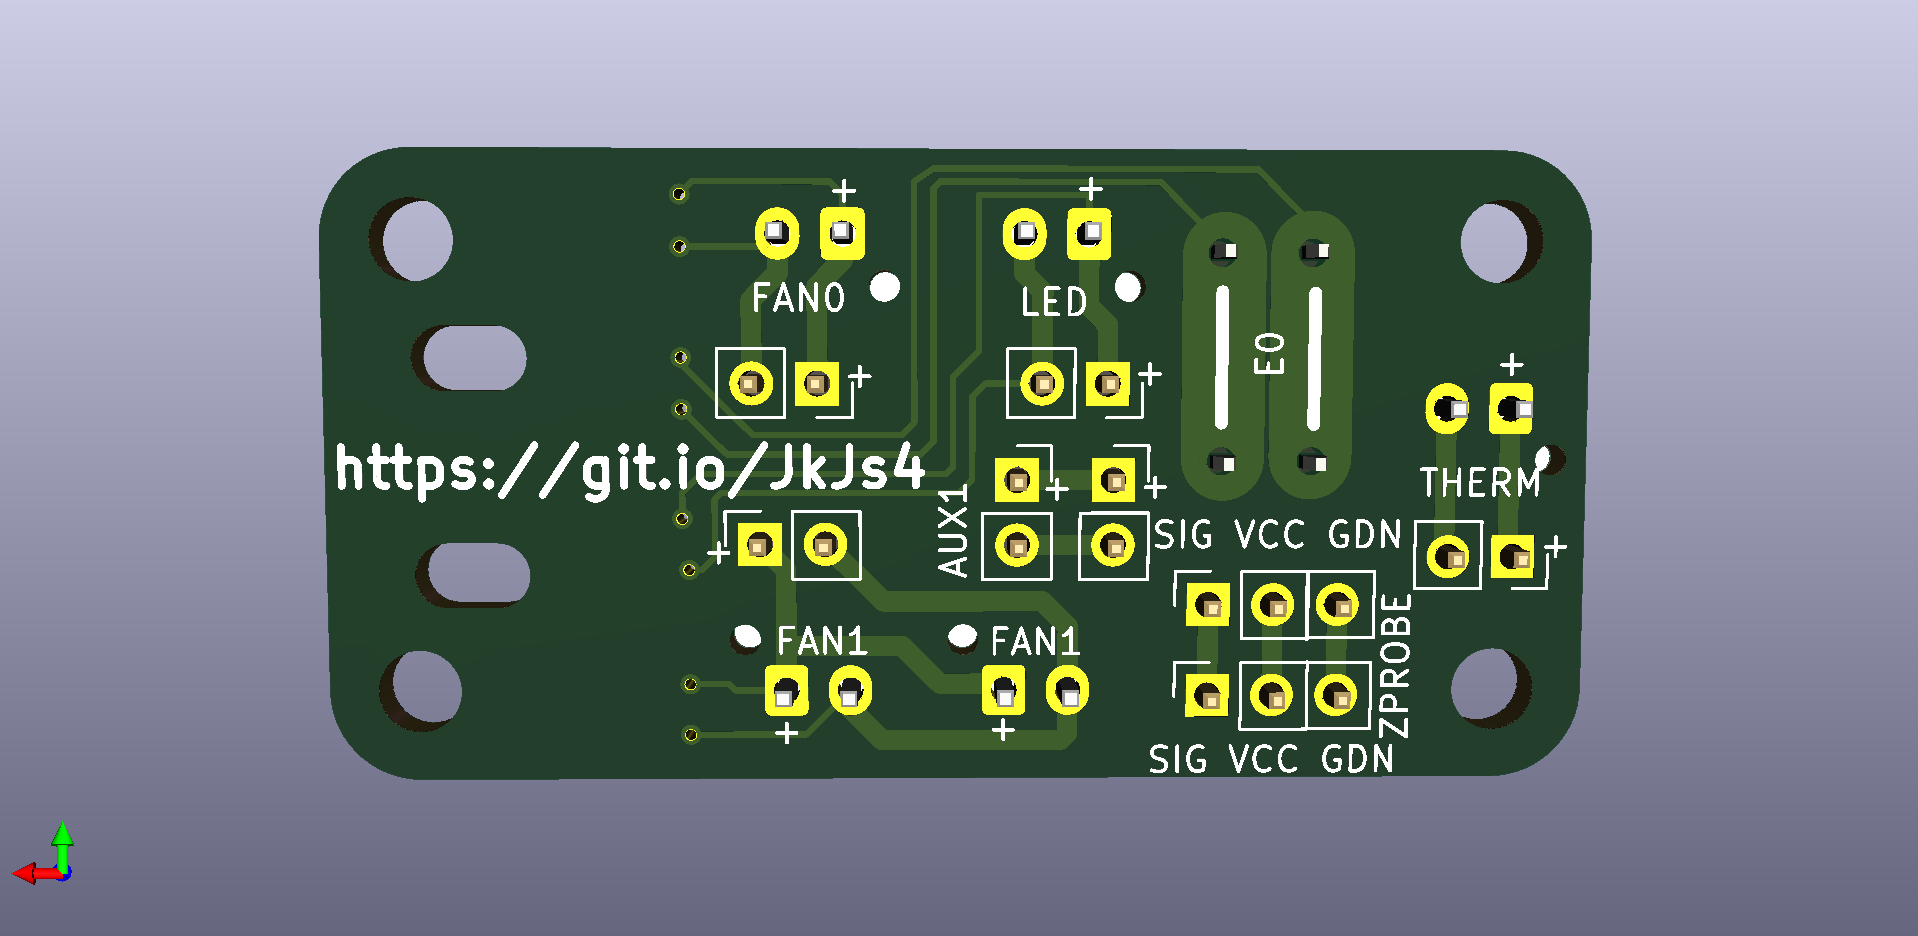 + +
FAN0 LED
E0
+
+ +
https://git.io/JkJs4
THERM
+ +
AUX1
SIG VCC GDN
+
+
FAN1 FAN1
ZPROBE
+ +
SIG VCC GDN